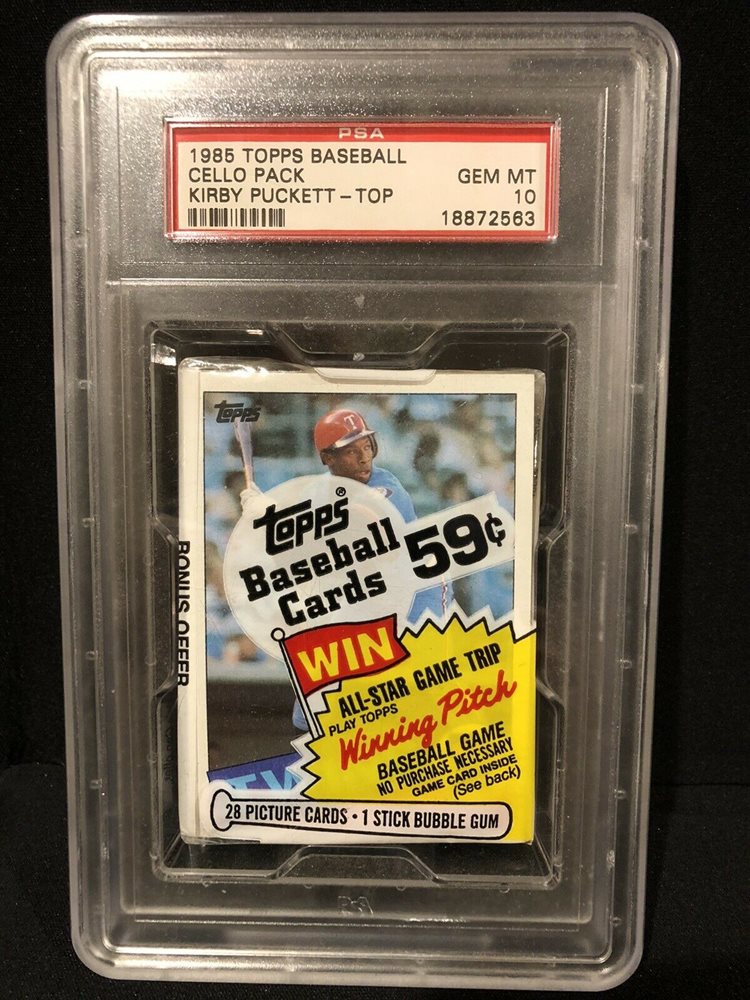 PSA
1985 TOPPS BASEBALL
CELLO PACK GEM MT
KIRBY PUCKETT - TOP 10
18872563
TOPPS
T
TOPPS®
Baseball 59¢
Cards
BONUS OFFER
WIN
ALL-STAR GAME TRIP
PLAY TOPPS
Winning Pitch
BASEBALL GAME
NO PURCHASE NECESSARY
GAME CARD INSIDE
(See back)
28 PICTURE CARDS • 1 STICK BUBBLE GUM
PSA